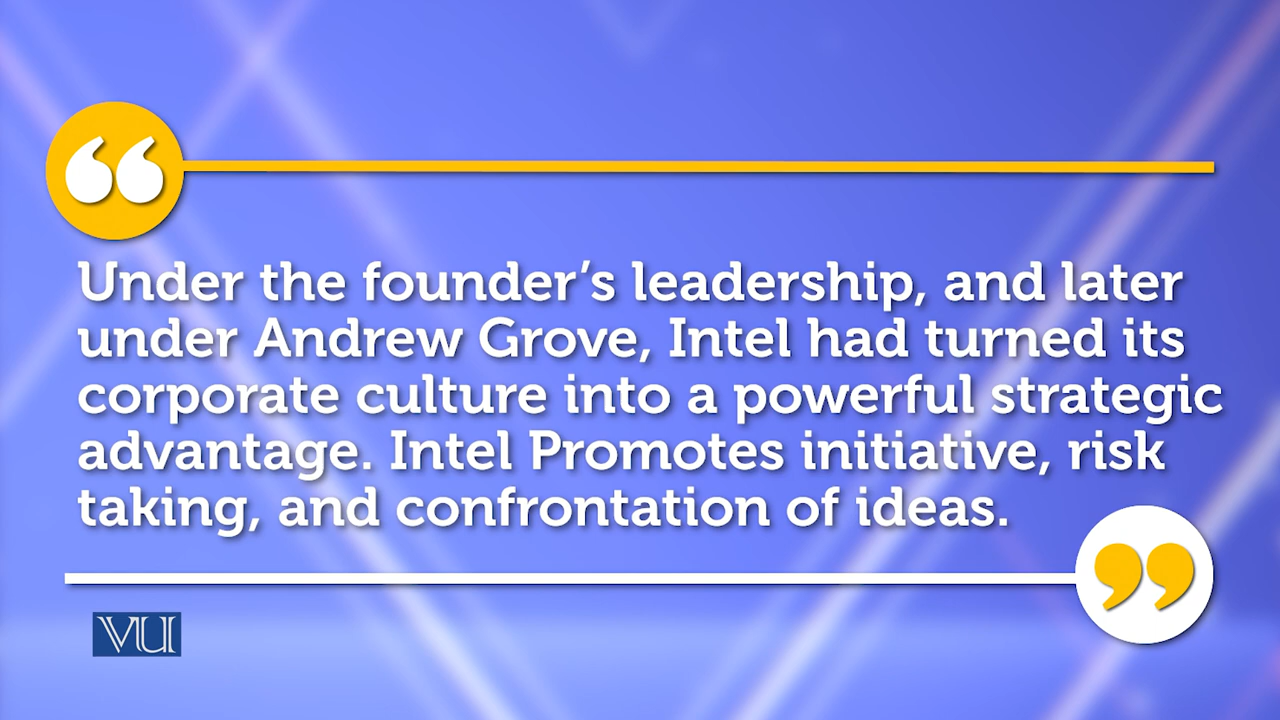 “
Under the founder’s leadership, and later
under Andrew Grove, Intel had turned its
corporate culture into a powerful strategic
advantage. Intel Promotes initiative, risk
taking, and confrontation of ideas.
”
VU